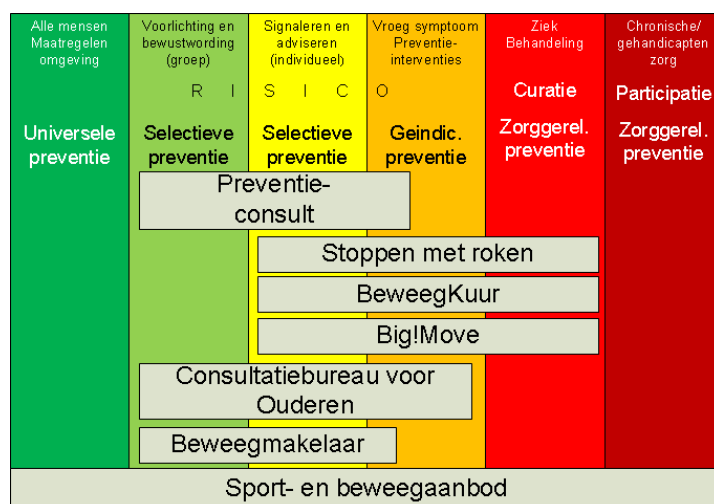 Alle mensen
Maatregelen
omgeving
Voorlichting en
bewustwording
(groep)
Signaleren en
adviseren
(individueel)
Vroeg symptoom
Preventie-
interventies
Ziek
Behandeling
Chronische/
gehandicapten
zorg
R I S I C O
Curatie
Participatie
Universele
preventie
Selectieve
preventie
Selectieve
preventie
Geindic.
preventie
Zorggerel.
preventie
Zorggerel.
preventie
Preventie-
consult
Stoppen met roken
BeweegKuur
Big!Move
Consultatiebureau voor
Ouderen
Beweegmakelaar
Sport- en beweegaanbod